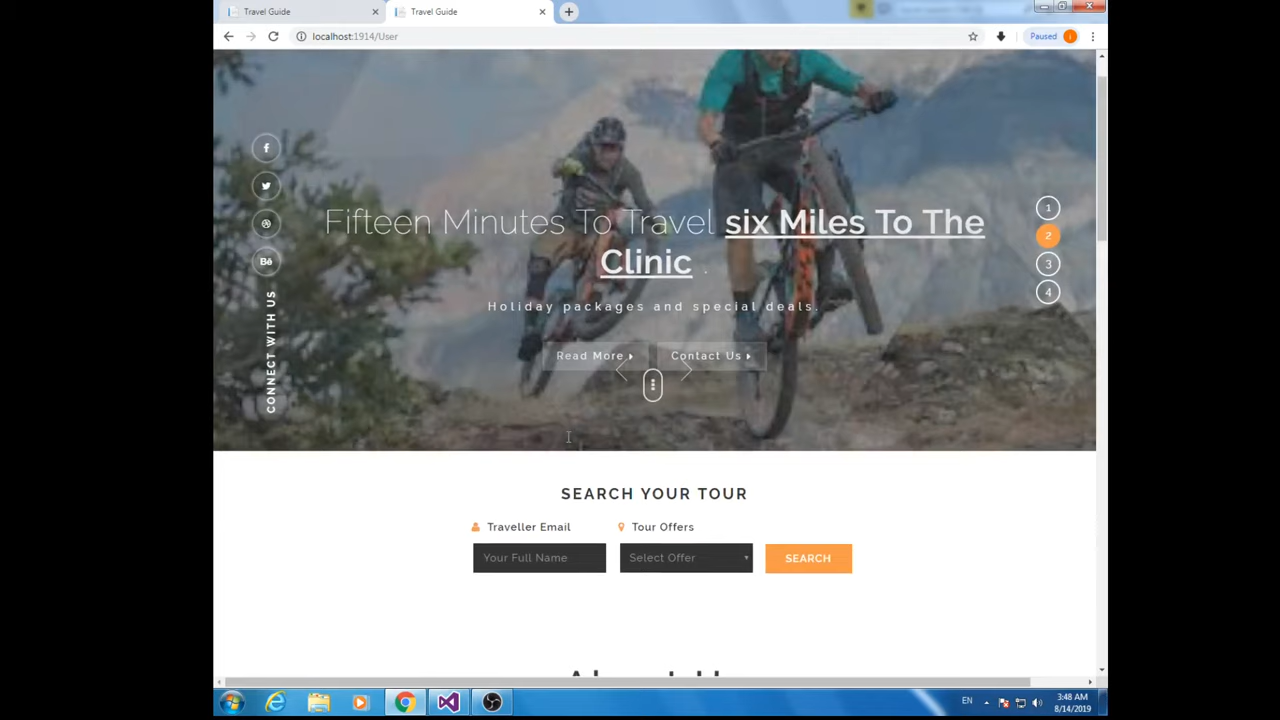 Travel Guide
Travel Guide
localhost:1914/User
Paused
i
Fifteen Minutes To Travel six Miles To The
Clinic .
Holiday packages and special deals.
Read More
Contact Us
CONNECT WITH US
1
2
3
4
SEARCH YOUR TOUR
Traveller Email
Tour Offers
Your Full Name
Select Offer
SEARCH
EN
3:48 AM
8/14/2019